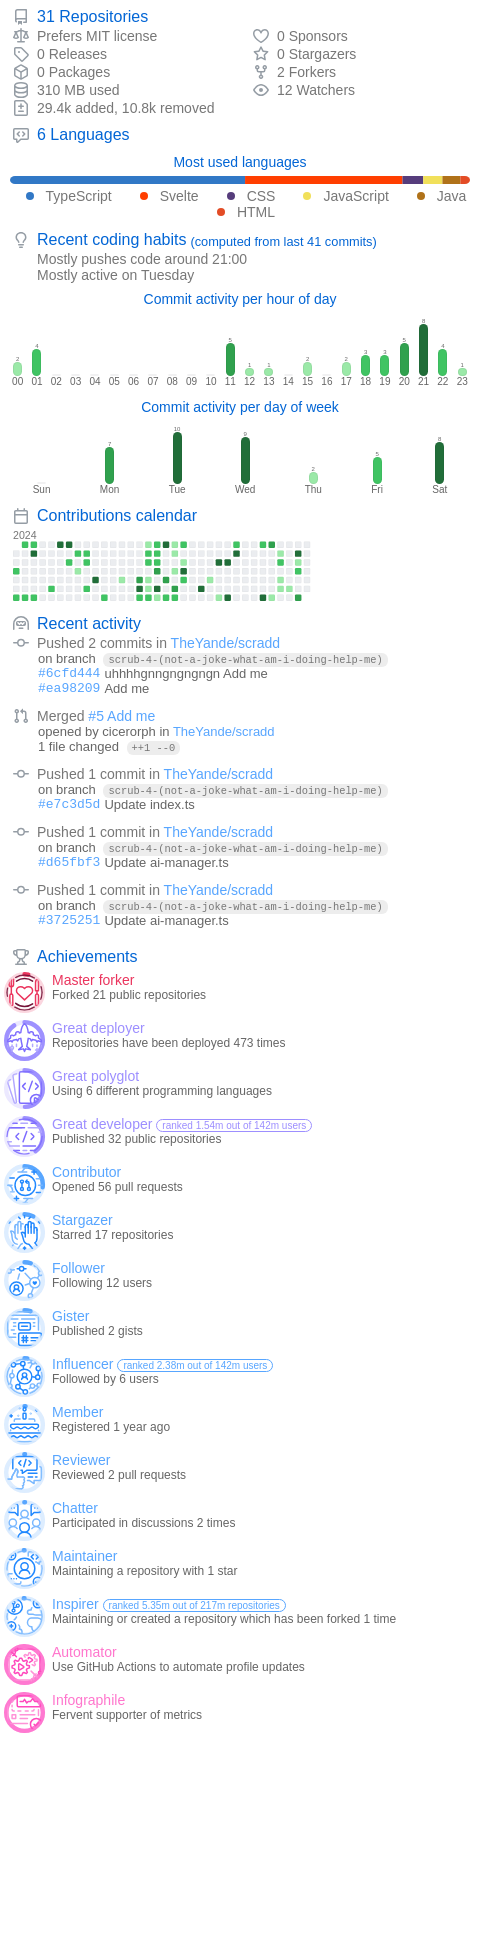 31 Repositories
Prefers MIT license
0 Sponsors
0 Releases
0 Stargazers
0 Packages
2 Forkers
310 MB used
12 Watchers
29.4k added, 10.8k removed
6 Languages
Most used languages
TypeScript Svelte CSS JavaScript Java
HTML
Recent coding habits (computed from last 41 commits)
Mostly pushes code around 21:00
Mostly active on Tuesday
Commit activity per hour of day
2 4 5 1 1 2 2 3 3 5 8 4 1
00 01 02 03 04 05 06 07 08 09 10 11 12 13 14 15 16 17 18 19 20 21 22 23
Commit activity per day of week
7 10 9 2 5 8
Sun Mon Tue Wed Thu Fri Sat
Contributions calendar
2024
Recent activity
Pushed 2 commits in TheYande/scradd
on branch scrub-4-(not-a-joke-what-am-i-doing-help-me)
#6cfd444 uhhhhgnngngngngn Add me
#ea98209 Add me
Merged #5 Add me
opened by cicerorph in TheYande/scradd
1 file changed ++1 --0
Pushed 1 commit in TheYande/scradd
on branch scrub-4-(not-a-joke-what-am-i-doing-help-me)
#e7c3d5d Update index.ts
Pushed 1 commit in TheYande/scradd
on branch scrub-4-(not-a-joke-what-am-i-doing-help-me)
#d65fbf3 Update ai-manager.ts
Pushed 1 commit in TheYande/scradd
on branch scrub-4-(not-a-joke-what-am-i-doing-help-me)
#3725251 Update ai-manager.ts
Achievements
Master forker
Forked 21 public repositories
Great deployer
Repositories have been deployed 473 times
Great polyglot
Using 6 different programming languages
Great developer ranked 1.54m out of 142m users
Published 32 public repositories
Contributor
Opened 56 pull requests
Stargazer
Starred 17 repositories
Follower
Following 12 users
Gister
Published 2 gists
Influencer ranked 2.38m out of 142m users
Followed by 6 users
Member
Registered 1 year ago
Reviewer
Reviewed 2 pull requests
Chatter
Participated in discussions 2 times
Maintainer
Maintaining a repository with 1 star
Inspirer ranked 5.35m out of 217m repositories
Maintaining or created a repository which has been forked 1 time
Automator
Use GitHub Actions to automate profile updates
Infographile
Fervent supporter of metrics